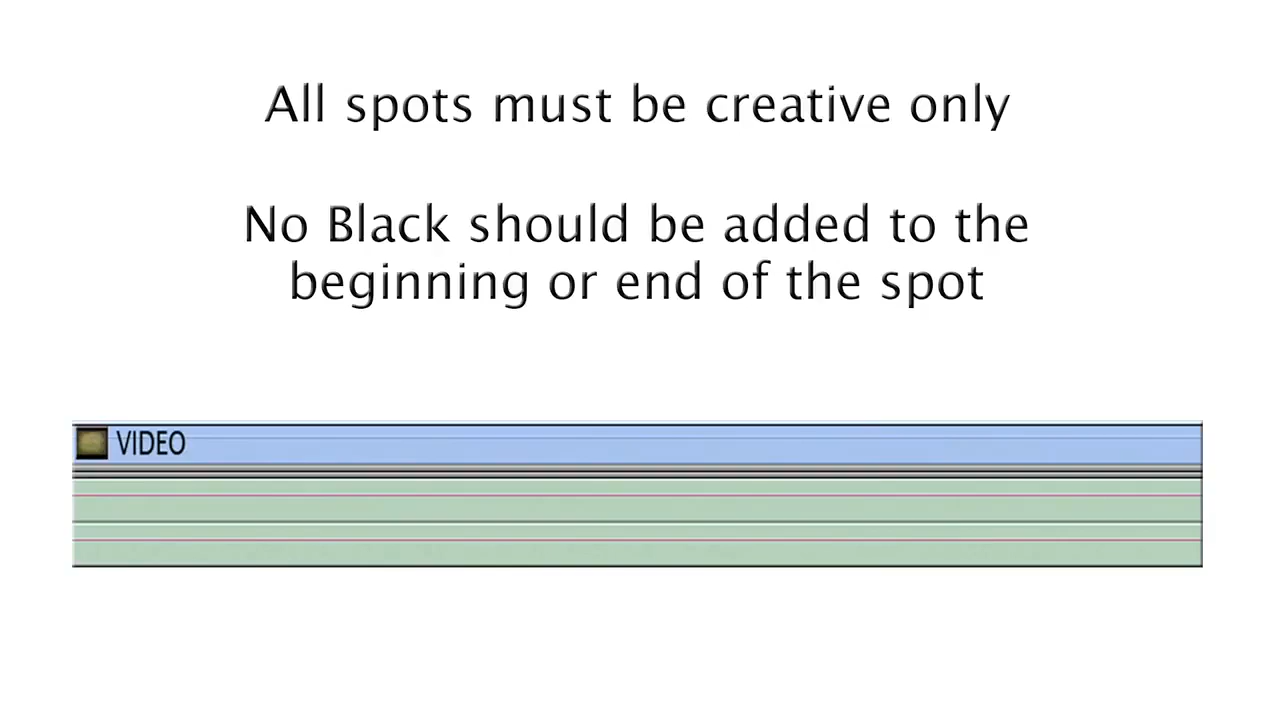 All spots must be creative only
No Black should be added to the
beginning or end of the spot
VIDEO